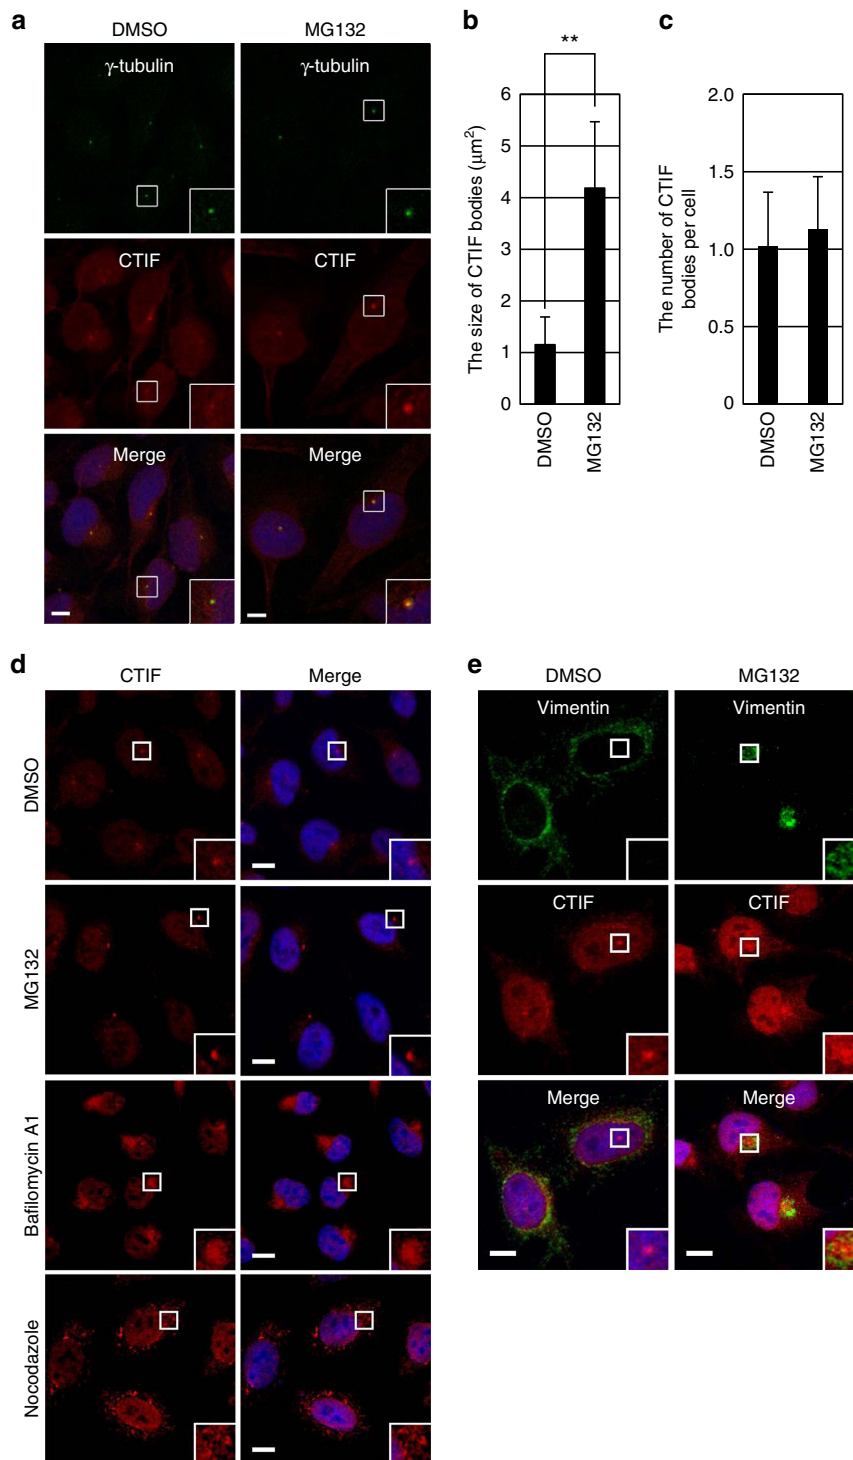 a
DMSO
MG132
γ-tubulin
γ-tubulin
CTIF
CTIF
Merge
Merge
b
**
The size of CTIF bodies (μm²)
6
5
4
3
2
1
0
DMSO
MG132
c
The number of CTIF
bodies per cell
2.0
1.5
1.0
0.5
0
DMSO
MG132
d
CTIF
Merge
DMSO
MG132
Bafilomycin A1
Nocodazole
e
DMSO
MG132
Vimentin
Vimentin
CTIF
CTIF
Merge
Merge